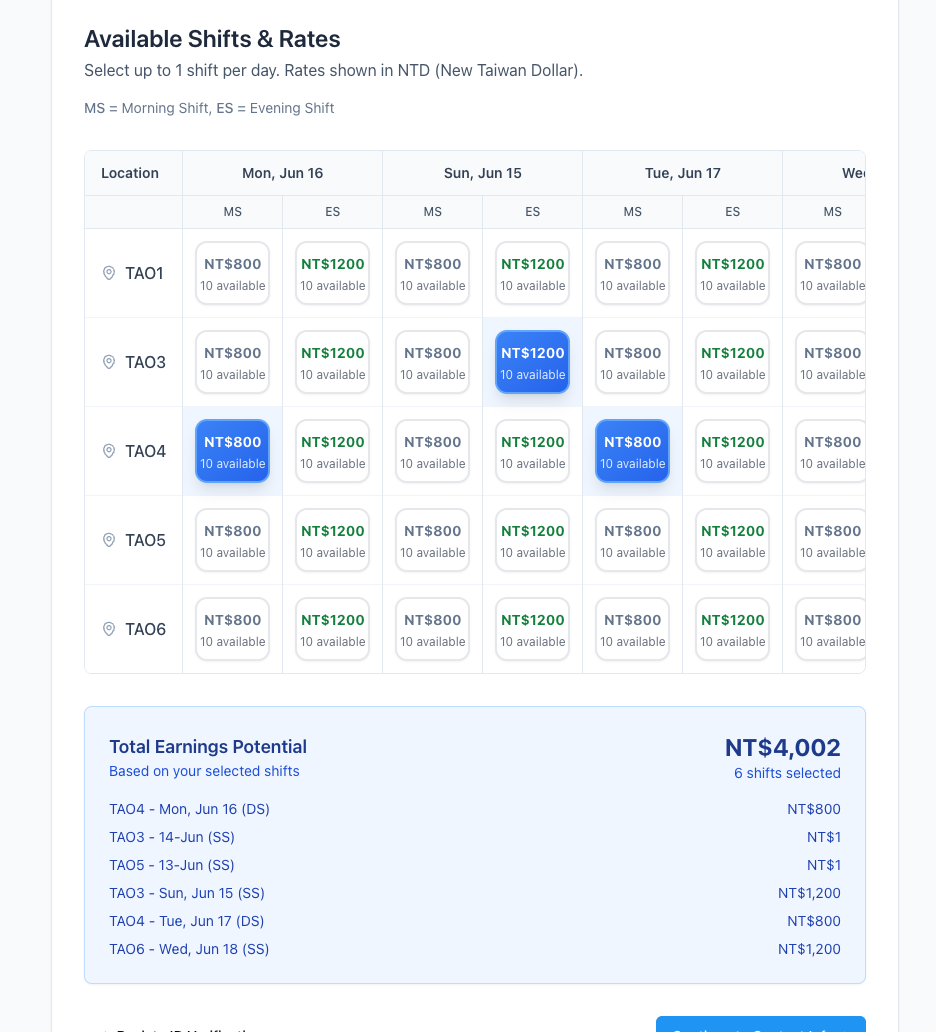 Available Shifts & Rates
Select up to 1 shift per day. Rates shown in NTD (New Taiwan Dollar).
MS = Morning Shift, ES = Evening Shift
Location Mon, Jun 16 Sun, Jun 15 Tue, Jun 17
MS ES MS ES MS ES MS
NT$800 NT$1200 NT$800 NT$1200 NT$800 NT$1200 NT$800
TAO1
10 available 10 available 10 available 10 available 10 available 10 available 10 available
NT$800 NT$1200 NT$800 NT$1200 NT$800 NT$1200 NT$800
TAO3
10 available 10 available 10 available 10 available 10 available 10 available 10 available
NT$800 NT$1200 NT$800 NT$1200 NT$800 NT$1200 NT$800
TAO4
10 available 10 available 10 available 10 available 10 available 10 available 10 available
NT$800 NT$1200 NT$800 NT$1200 NT$800 NT$1200 NT$800
TAO5
10 available 10 available 10 available 10 available 10 available 10 available 10 available
NT$800 NT$1200 NT$800 NT$1200 NT$800 NT$1200 NT$800
TAO6
10 available 10 available 10 available 10 available 10 available 10 available 10 available
Total Earnings Potential NT$4,002
Based on your selected shifts 6 shifts selected
TAO4 - Mon, Jun 16 (DS) NT$800
TAO3 - 14-Jun (SS) NT$1
TAO5 - 13-Jun (SS) NT$1
TAO3 - Sun, Jun 15 (SS) NT$1,200
TAO4 - Tue, Jun 17 (DS) NT$800
TAO6 - Wed, Jun 18 (SS) NT$1,200